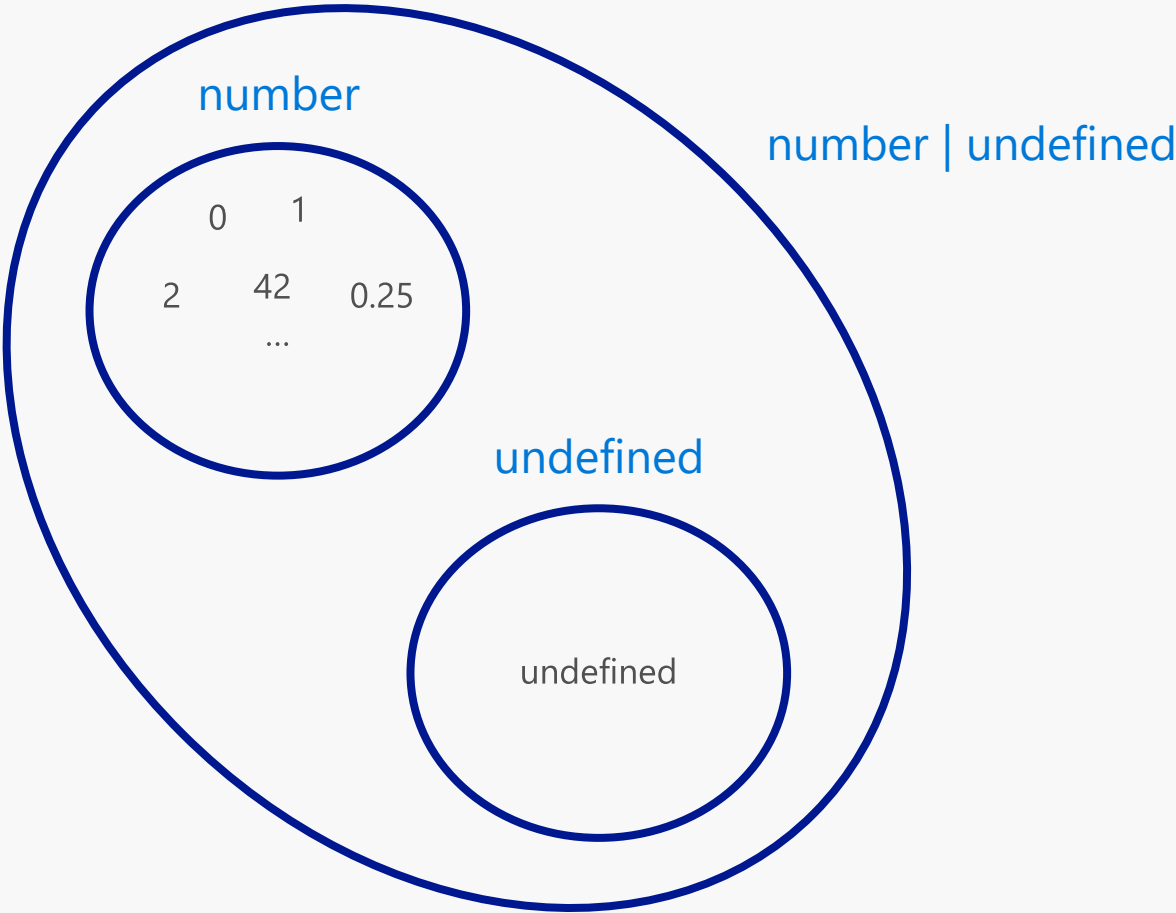 number
number | undefined
0 1
2 42 0.25
...
undefined
undefined